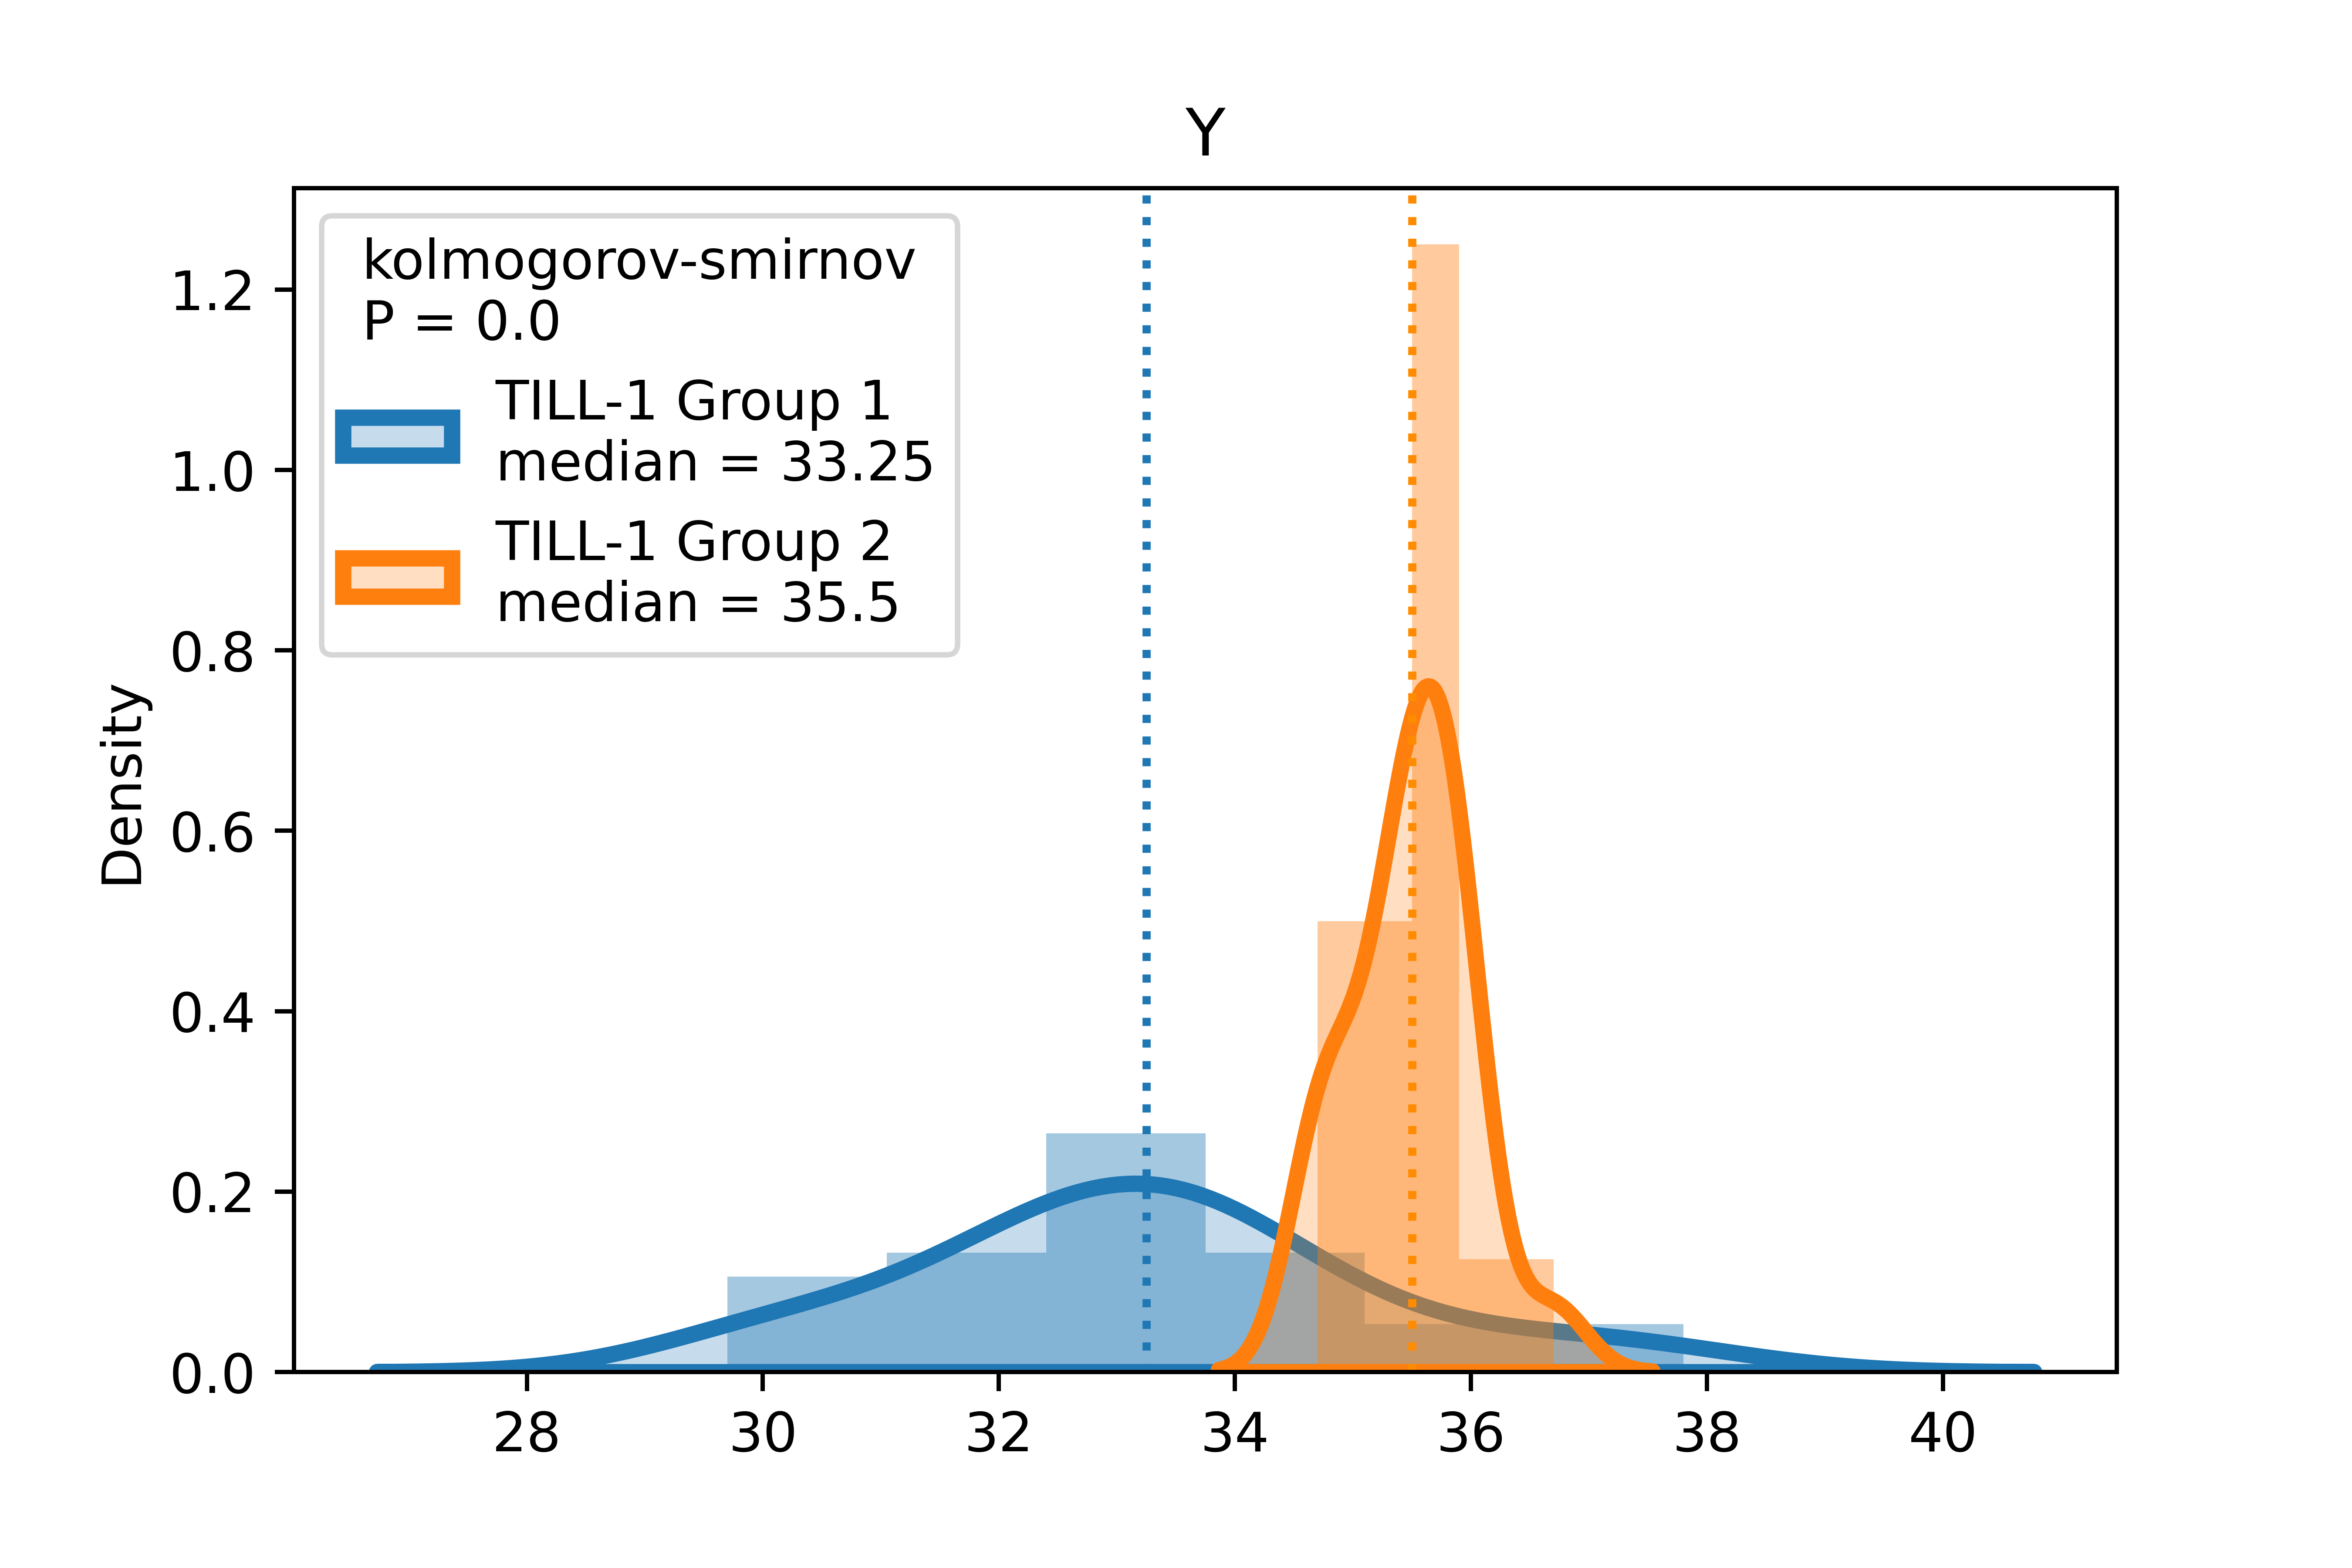 Y
kolmogorov-smirnov
P = 0.0
TILL-1 Group 1
median = 33.25
TILL-1 Group 2
median = 35.5
Density
1.2
1.0
0.8
0.6
0.4
0.2
0.0
28 30 32 34 36 38 40